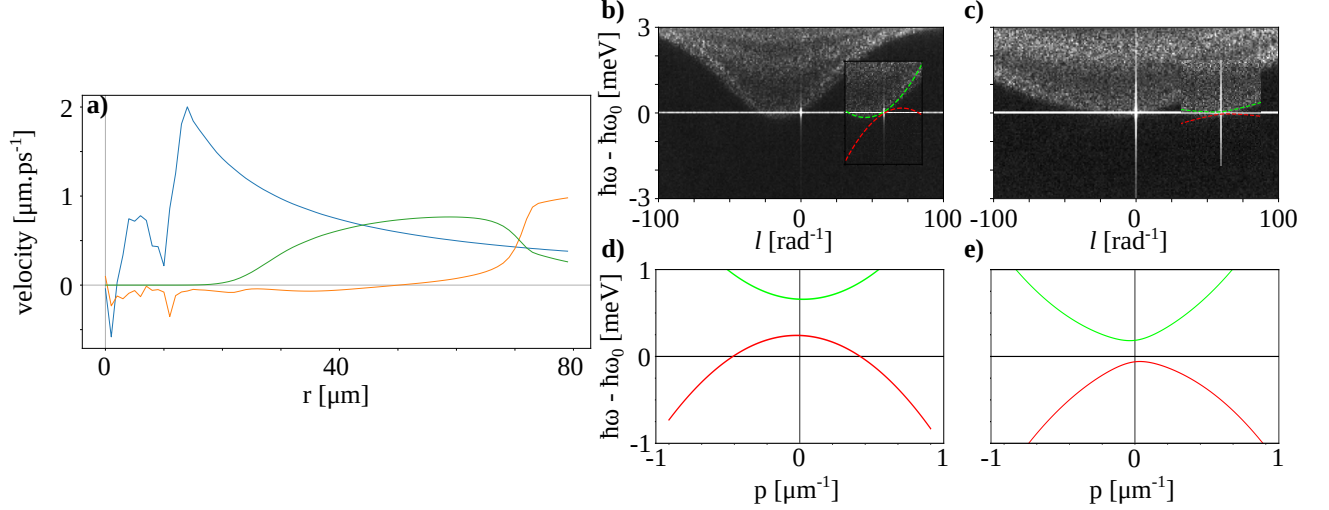 a)
velocity [μm.ps⁻¹]
2
1
0
0
40
80
r [μm]
b)
ħω - ħω₀ [meV]
3
0
-3
-100
0
100
l [rad⁻¹]
c)
-100
0
100
l [rad⁻¹]
d)
ħω - ħω₀ [meV]
1
0
-1
-1
0
1
p [μm⁻¹]
e)
-1
0
1
p [μm⁻¹]